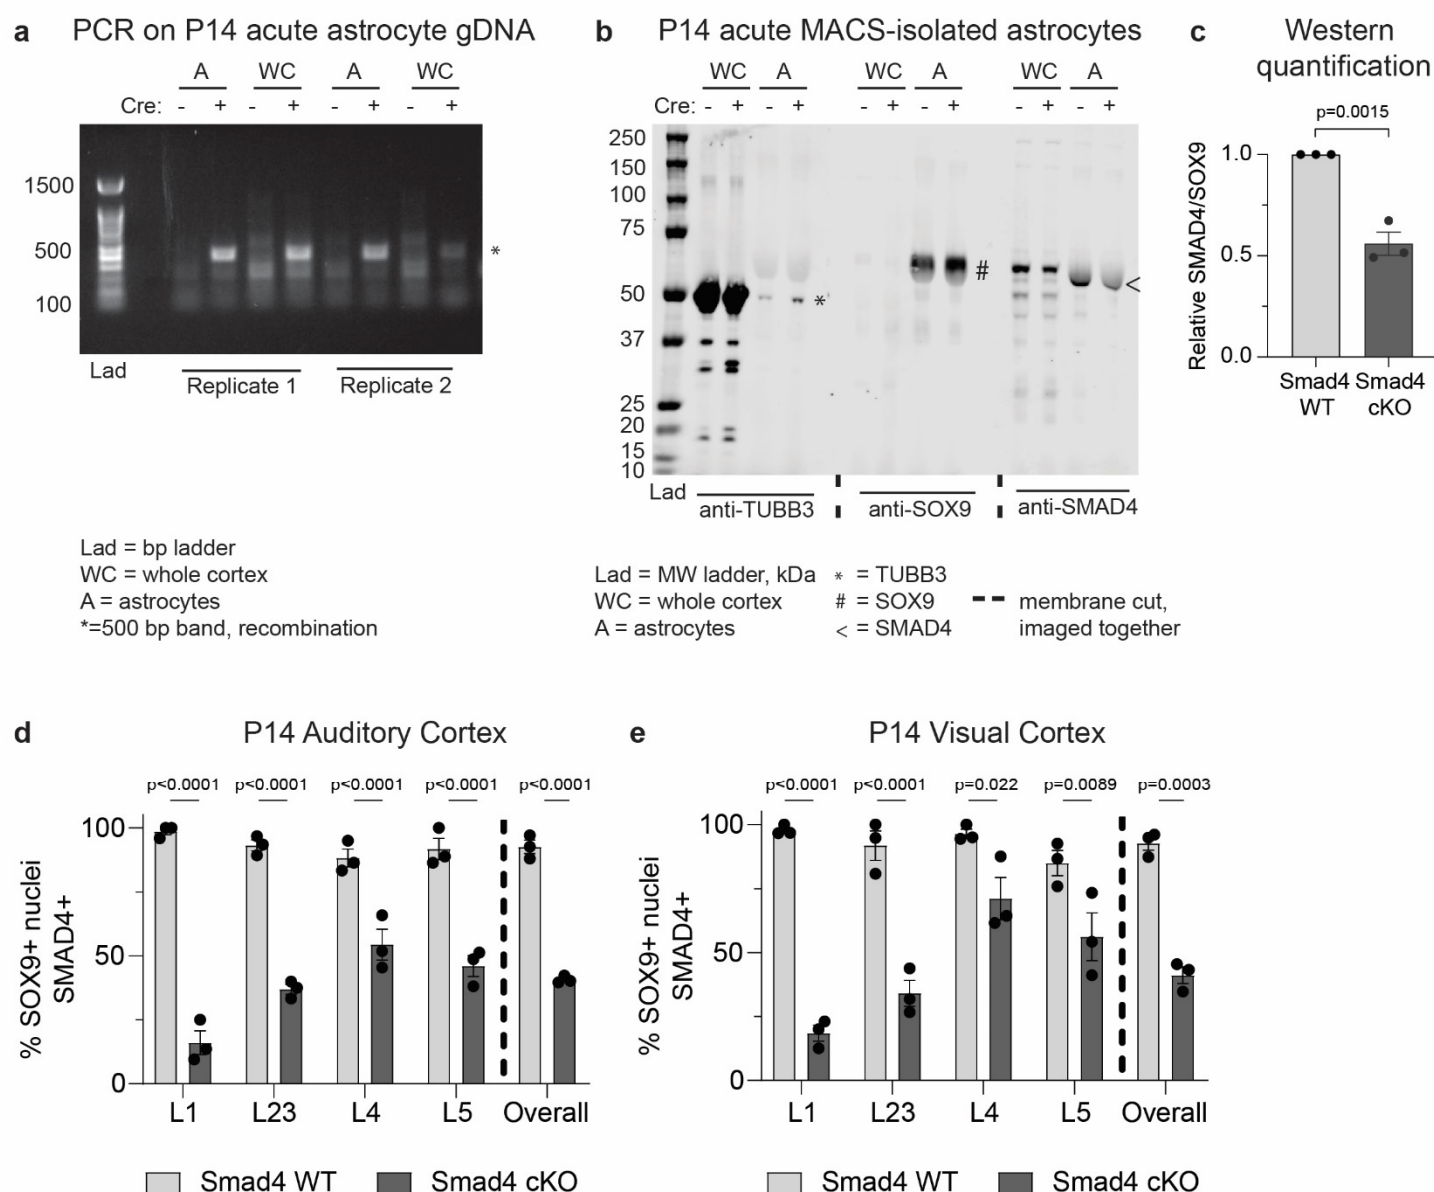 a PCR on P14 acute astrocyte gDNA
A WC A WC
Cre: - + - + - + - +
1500
500
100
*
Lad
Replicate 1 Replicate 2
Lad = bp ladder
WC = whole cortex
A = astrocytes
*=500 bp band, recombination
b P14 acute MACS-isolated astrocytes
WC A WC A WC A
Cre: - + - + - + - + - + - +
250
150
100
75
50
37
25
20
15
10
* # <
Lad
anti-TUBB3 anti-SOX9 anti-SMAD4
Lad = MW ladder, kDa * = TUBB3
WC = whole cortex # = SOX9 membrane cut,
A = astrocytes < = SMAD4 imaged together
c Western
quantification
p=0.0015
Relative SMAD4/SOX9
1.0
0.5
0.0
Smad4 Smad4
WT cKO
d P14 Auditory Cortex
p<0.0001 p<0.0001 p<0.0001 p<0.0001 p<0.0001
% SOX9+ nuclei
SMAD4+
100
50
0
L1 L23 L4 L5 Overall
Smad4 WT Smad4 cKO
e P14 Visual Cortex
p<0.0001 p<0.0001 p=0.022 p=0.0089 p=0.0003
% SOX9+ nuclei
SMAD4+
100
50
0
L1 L23 L4 L5 Overall
Smad4 WT Smad4 cKO